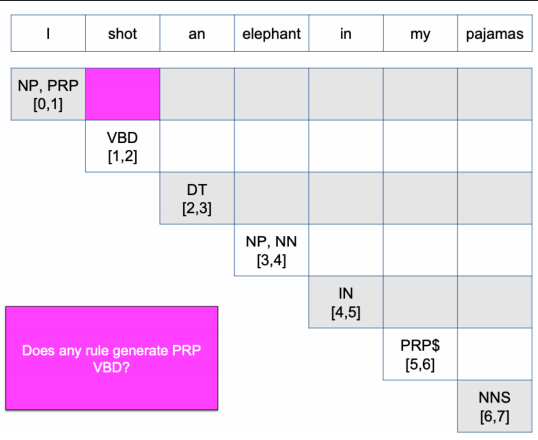 I shot an elephant in my pajamas
NP, PRP
[0,1]
VBD
[1,2]
DT
[2,3]
NP, NN
[3,4]
IN
[4,5]
PRP$
[5,6]
NNS
[6,7]
Does any rule generate PRP
VBD?